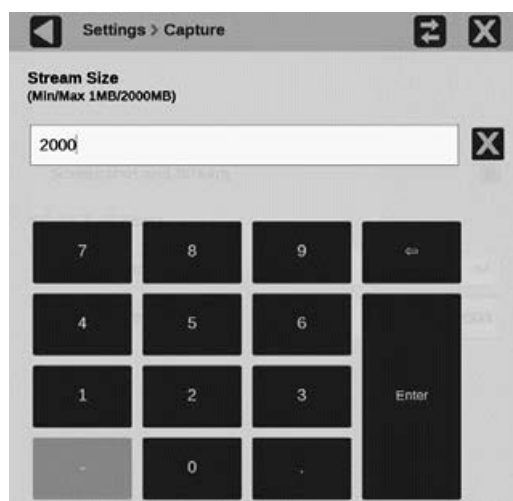 Settings > Capture
Stream Size
(Min/Max 1MB/2000MB)
2000
7 8 9 ⇦
4 5 6
1 2 3 Enter
- 0 .